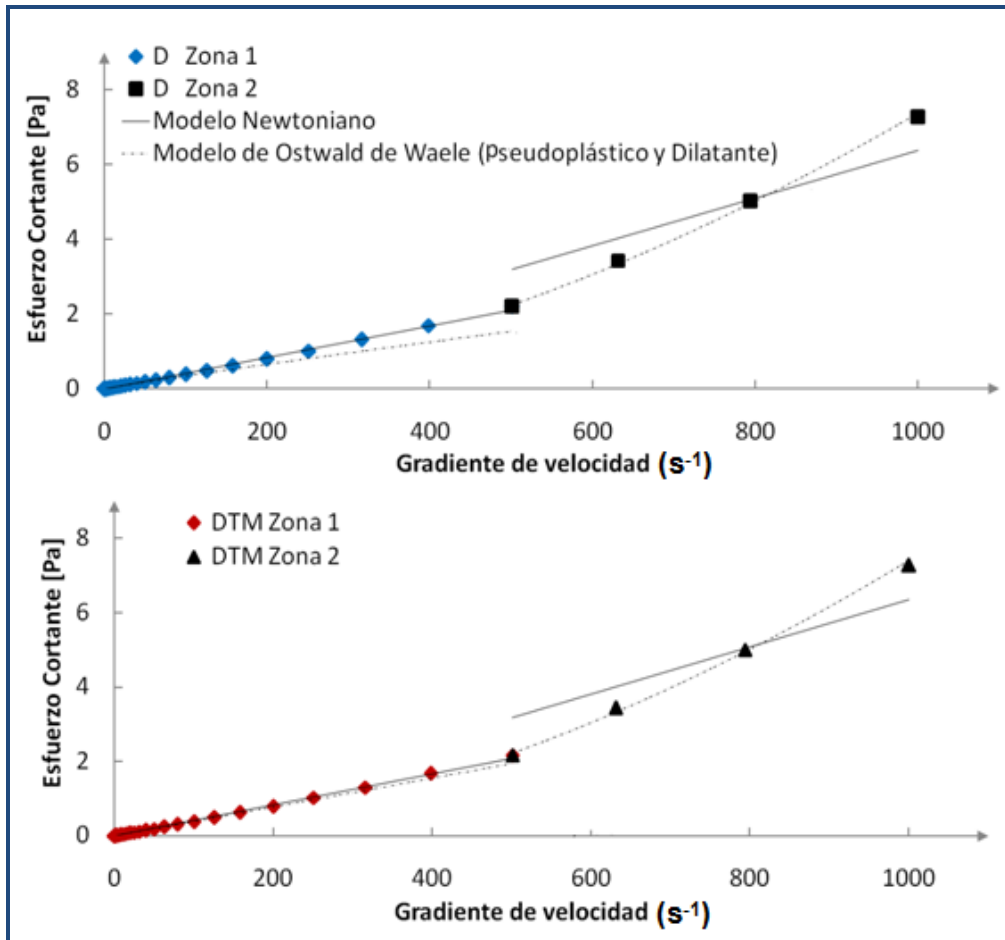 D Zona 1
D Zona 2
Modelo Newtoniano
Modelo de Ostwald de Waele (Pseudoplástico y Dilatante)
Esfuerzo Cortante [Pa]
8
6
4
2
0
0 200 400 600 800 1000
Gradiente de velocidad (s-1)
DTM Zona 1
DTM Zona 2
Esfuerzo Cortante [Pa]
8
6
4
2
0
0 200 400 600 800 1000
Gradiente de velocidad (s-1)